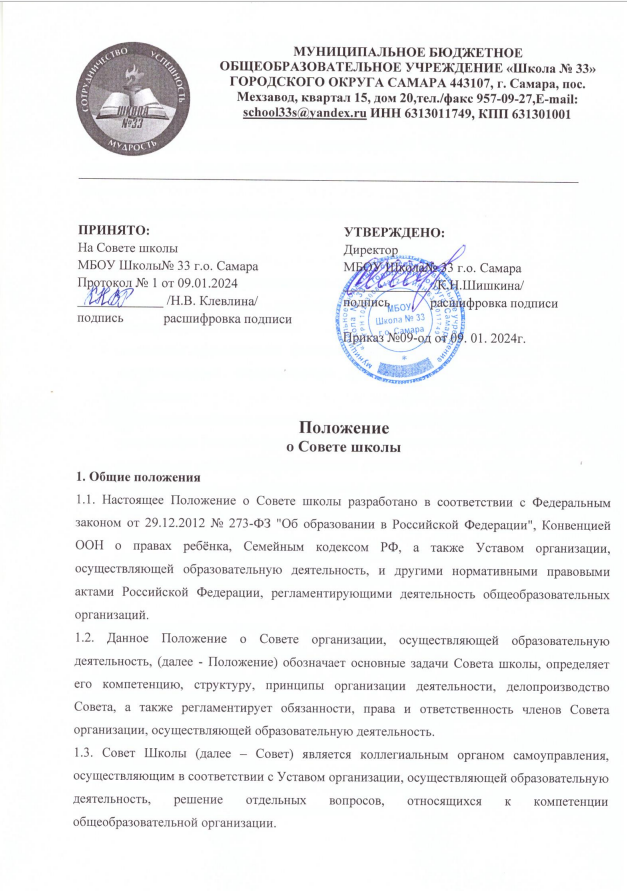 СОТРУДНИЧЕСТВО УСПЕШНОСТЬ
ШКОЛА
№33
МУДРОСТЬ
МУНИЦИПАЛЬНОЕ БЮДЖЕТНОЕ
ОБЩЕОБРАЗОВАТЕЛЬНОЕ УЧРЕЖДЕНИЕ «Школа № 33»
ГОРОДСКОГО ОКРУГА САМАРА 443107, г. Самара, пос.
Мехзавод, квартал 15, дом 20,тел./факс 957-09-27,E-mail:
school33s@yandex.ru ИНН 6313011749, КПП 631301001
ПРИНЯТО:
На Совете школы
МБОУ Школы№ 33 г.о. Самара
Протокол № 1 от 09.01.2024
/Н.В. Клевлина/
подпись расшифровка подписи
УТВЕРЖДЕНО:
Директор
МБОУ Школа№ 33 г.о. Самара
/К.Н.Шишкина/
подпись расшифровка подписи
МБОУ
Школа № 33
г.о. Самара
Приказ №09-од от 09. 01. 2024г.
Положение
о Совете школы
1. Общие положения
1.1. Настоящее Положение о Совете школы разработано в соответствии с Федеральным
законом от 29.12.2012 № 273-ФЗ "Об образовании в Российской Федерации", Конвенцией
ООН о правах ребёнка, Семейным кодексом РФ, а также Уставом организации,
осуществляющей образовательную деятельность, и другими нормативными правовыми
актами Российской Федерации, регламентирующими деятельность общеобразовательных
организаций.
1.2. Данное Положение о Совете организации, осуществляющей образовательную
деятельность, (далее - Положение) обозначает основные задачи Совета школы, определяет
его компетенцию, структуру, принципы организации деятельности, делопроизводство
Совета, а также регламентирует обязанности, права и ответственность членов Совета
организации, осуществляющей образовательную деятельность.
1.3. Совет Школы (далее – Совет) является коллегиальным органом самоуправления,
осуществляющим в соответствии с Уставом организации, осуществляющей образовательную
деятельность, решение отдельных вопросов, относящихся к компетенции
общеобразовательной организации.